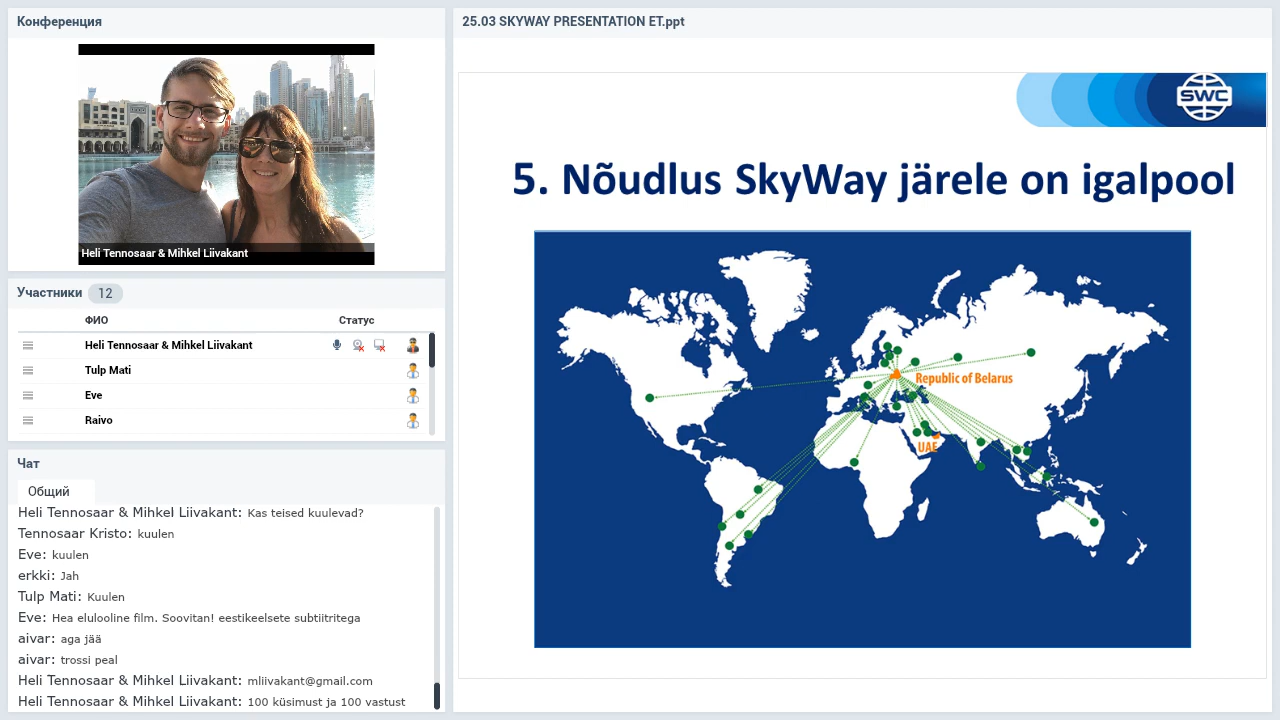 Конференция
Heli Tennosaar & Mihkel Liivakant
Участники 12
ФИО Статус
Heli Tennosaar & Mihkel Liivakant
Tulp Mati
Eve
Raivo
Чат
Общий
Heli Tennosaar & Mihkel Liivakant: Kas teised kuulevad?
Tennosaar Kristo: kuulen
Eve: kuulen
erkki: Jah
Tulp Mati: Kuulen
Eve: Hea elulooline film. Soovitan! eestikeelsete subtiitritega
aivar: aga jää
aivar: trossi peal
Heli Tennosaar & Mihkel Liivakant: mliivakant@gmail.com
Heli Tennosaar & Mihkel Liivakant: 100 küsimust ja 100 vastust
25.03 SKYWAY PRESENTATION ET.ppt
SWC
5. Nõudlus SkyWay järele on igalpool
Republic of Belarus
UAE